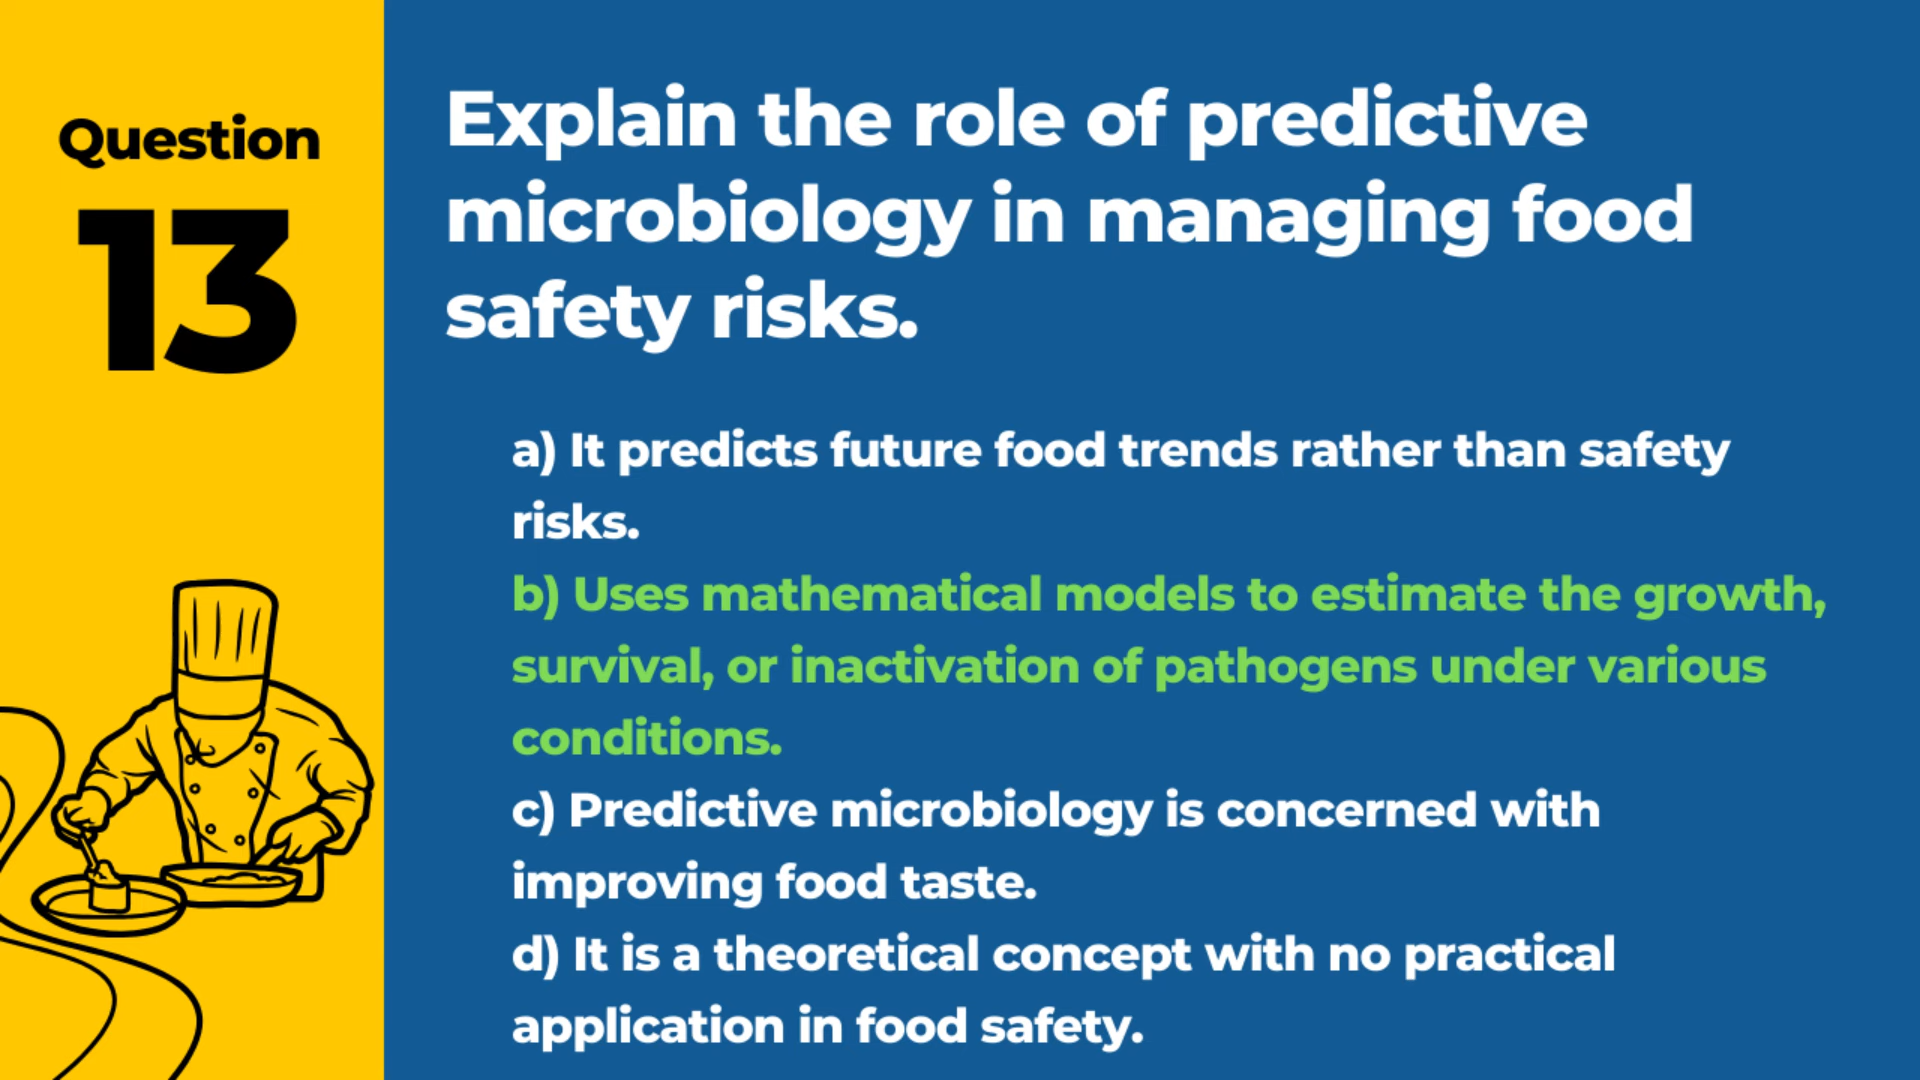 Question
13
Explain the role of predictive
microbiology in managing food
safety risks.
a) It predicts future food trends rather than safety
risks.
b) Uses mathematical models to estimate the growth,
survival, or inactivation of pathogens under various
conditions.
c) Predictive microbiology is concerned with
improving food taste.
d) It is a theoretical concept with no practical
application in food safety.